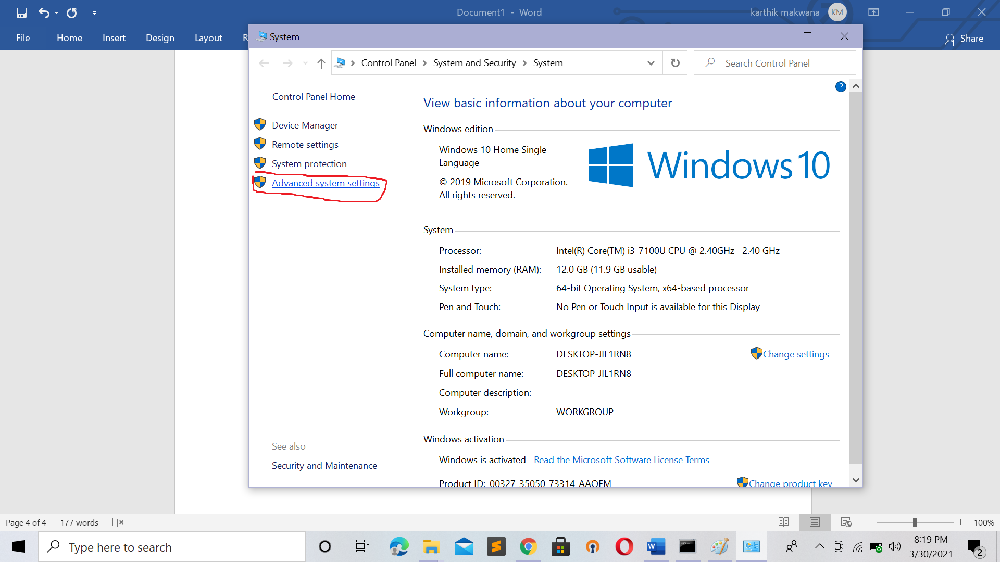 Document1 - Word
karthik makwana
KM
File
Home
Insert
Design
Layout
R
Share
System
Control Panel
System and Security
System
Search Control Panel
?
Control Panel Home
Device Manager
Remote settings
System protection
Advanced system settings
See also
Security and Maintenance
View basic information about your computer
Windows edition
Windows 10 Home Single
Language
© 2019 Microsoft Corporation.
All rights reserved.
Windows 10
System
Processor: Intel(R) Core(TM) i3-7100U CPU @ 2.40GHz 2.40 GHz
Installed memory (RAM): 12.0 GB (11.9 GB usable)
System type: 64-bit Operating System, x64-based processor
Pen and Touch: No Pen or Touch Input is available for this Display
Computer name, domain, and workgroup settings
Computer name: DESKTOP-JIL1RN8
Change settings
Full computer name: DESKTOP-JIL1RN8
Computer description:
Workgroup: WORKGROUP
Windows activation
Windows is activated Read the Microsoft Software License Terms
Product ID: 00327-35050-73314-AAOEM
Change product key
Page 4 of 4
177 words
100%
Type here to search
8:19 PM
3/30/2021
2